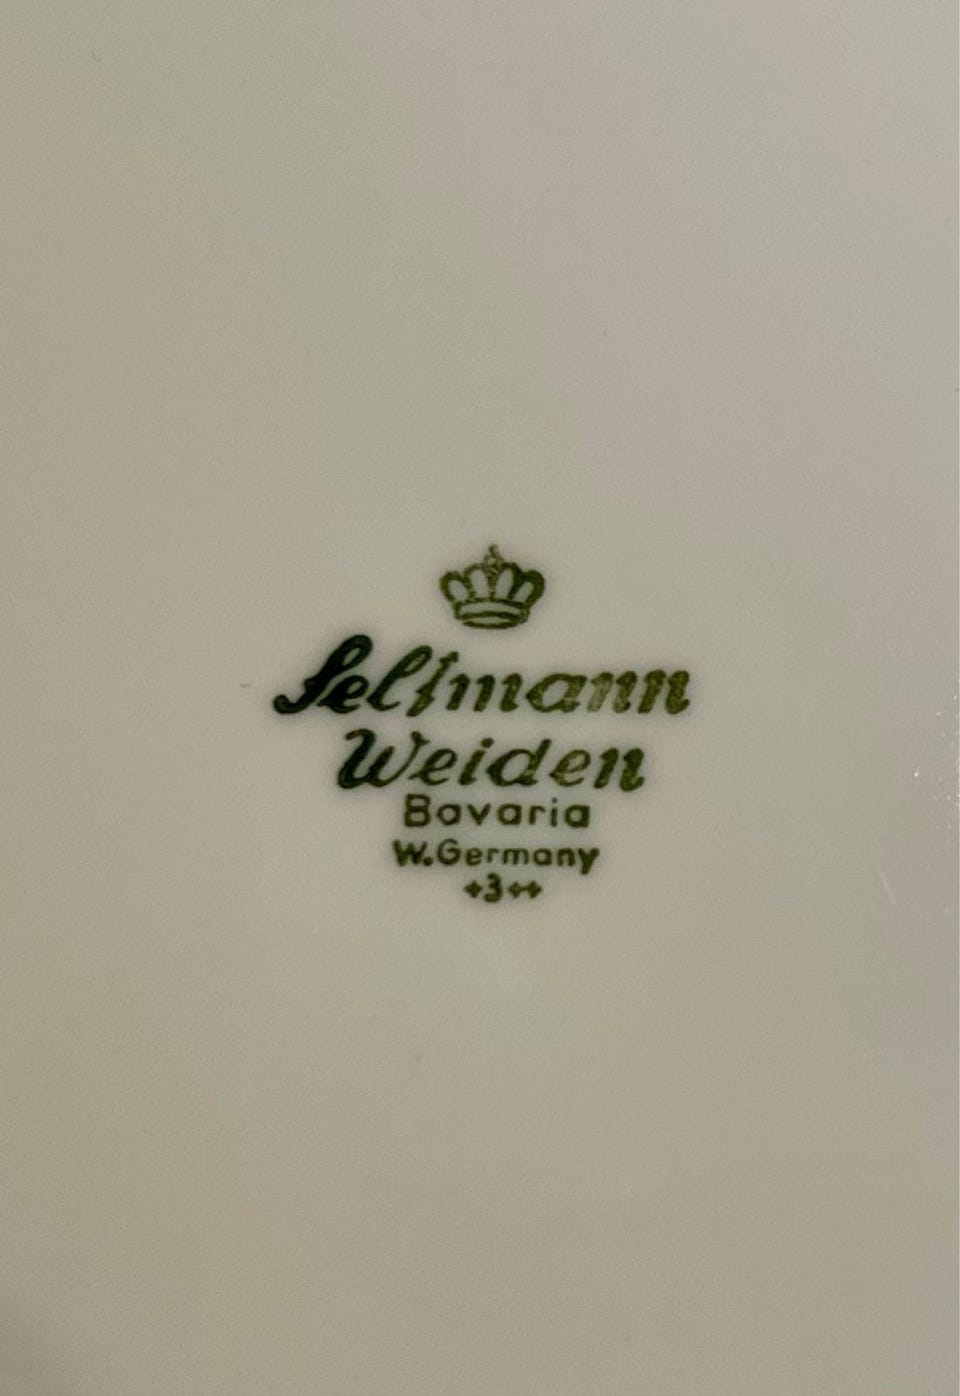 Seltmann
Weiden
Bavaria
W.Germany
+3++